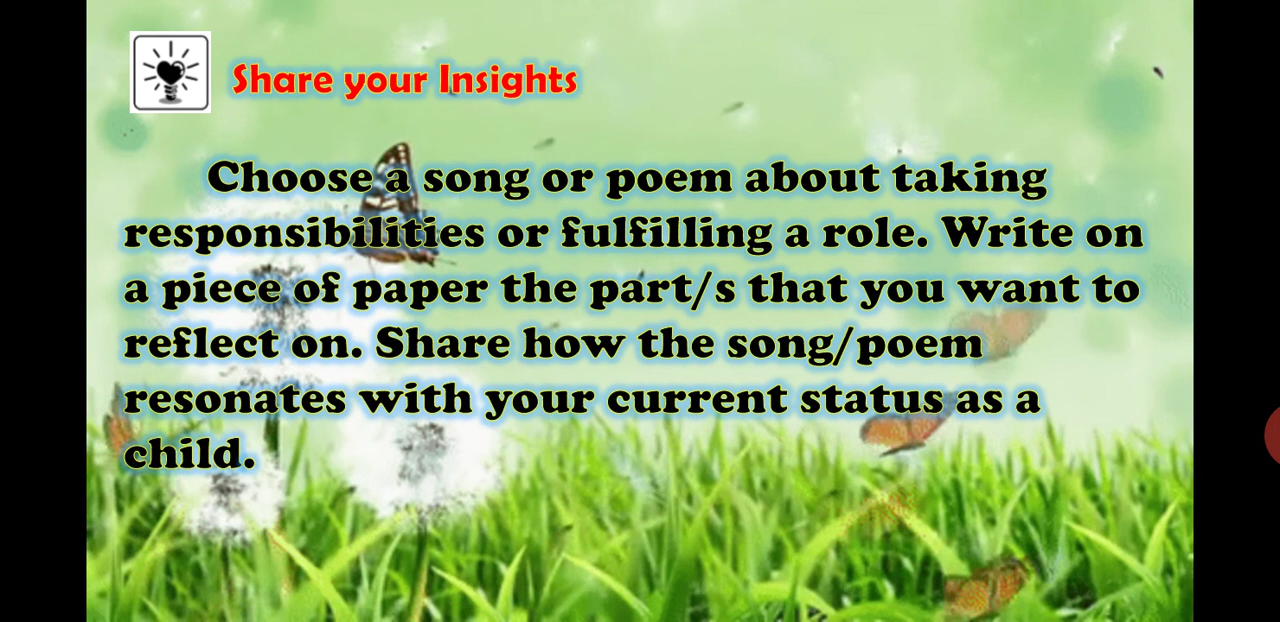 Share your Insights
Choose a song or poem about taking
responsibilities or fulfilling a role. Write on
a piece of paper the part/s that you want to
reflect on. Share how the song/poem
resonates with your current status as a
child.